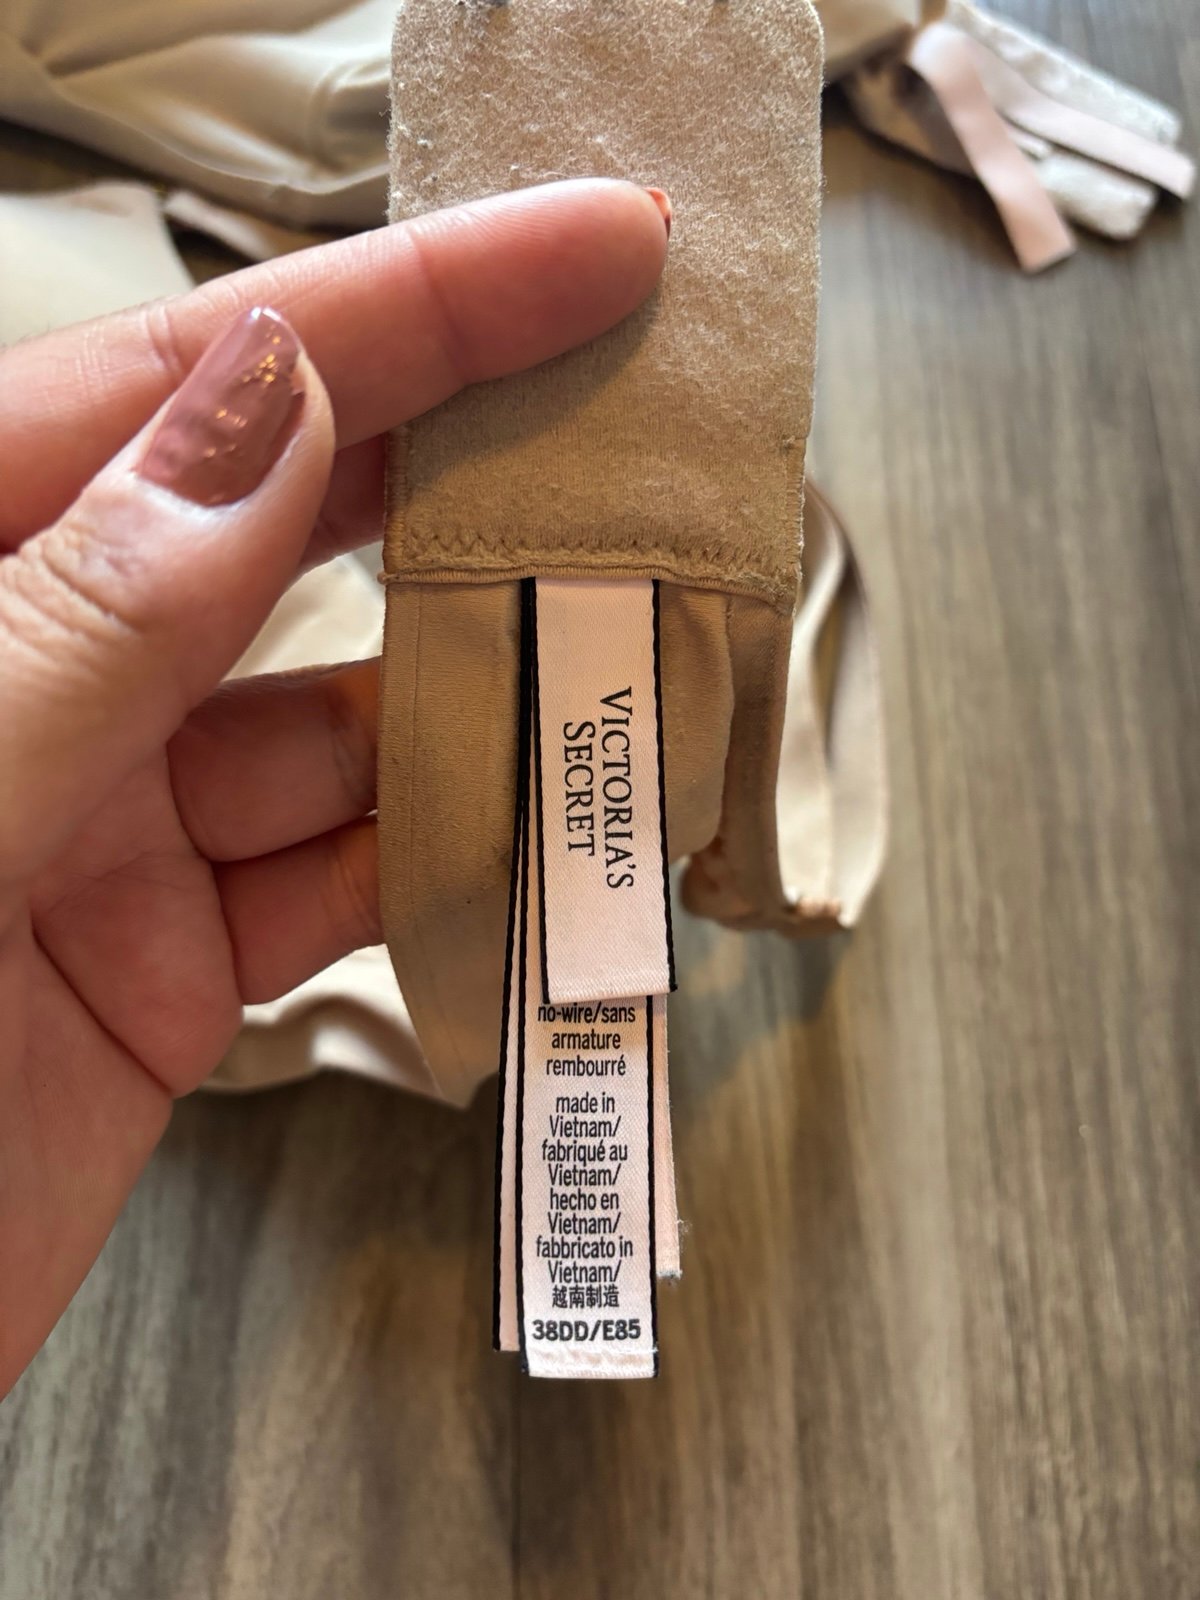 VICTORIA'S
SECRET
no-wire/sans
armature
rembourré
made in
Vietnam/
fabriqué au
Vietnam/
hecho en
Vietnam/
fabbricato in
Vietnam/
越南制造
38DD/E85